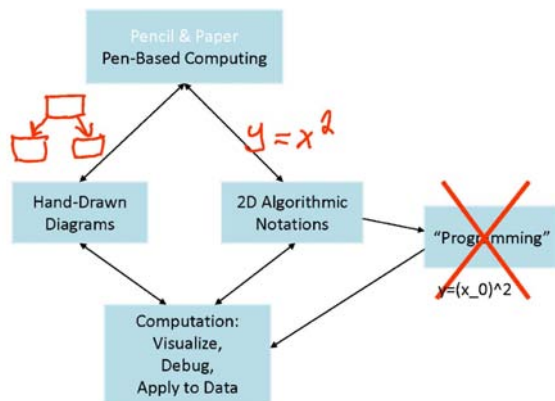 Pencil & Paper
Pen-Based Computing
y=x²
Hand-Drawn
Diagrams
2D Algorithmic
Notations
“Programming”
y=(x_0)^2
Computation:
Visualize,
Debug,
Apply to Data